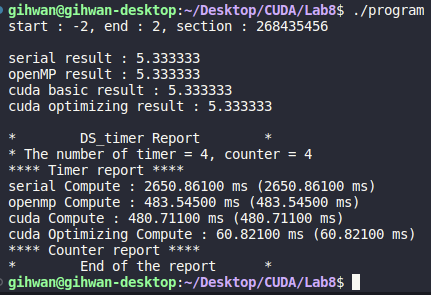 gihwan@gihwan-desktop:~/Desktop/CUDA/Lab8$ ./program
start : -2, end : 2, section : 268435456
serial result : 5.333333
openMP result : 5.333333
cuda basic result : 5.333333
cuda optimizing result : 5.333333
* DS_timer Report *
* The number of timer = 4, counter = 4
**** Timer report ****
serial Compute : 2650.86100 ms (2650.86100 ms)
openmp Compute : 483.54500 ms (483.54500 ms)
cuda Compute : 480.71100 ms (480.71100 ms)
cuda Optimizing Compute : 60.82100 ms (60.82100 ms)
**** Counter report ****
* End of the report *
gihwan@gihwan-desktop:~/Desktop/CUDA/Lab8$